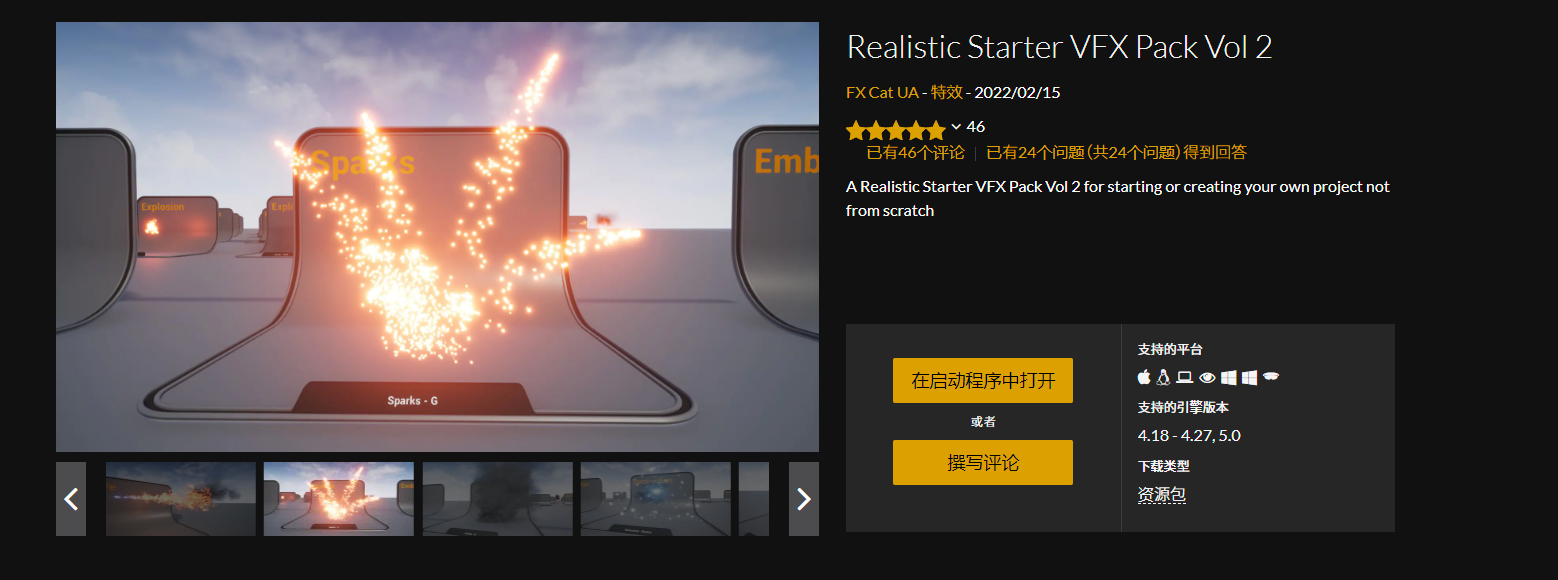 Realistic Starter VFX Pack Vol 2
FX Cat UA - 特效 - 2022/02/15
46
已有46个评论 | 已有24个问题（共24个问题）得到回答
A Realistic Starter VFX Pack Vol 2 for starting or creating your own project not
from scratch
Sparks
Emb
Explosion
Expl
Sparks - G
在启动程序中打开
或者
撰写评论
支持的平台
支持的引擎版本
4.18 - 4.27, 5.0
下载类型
资源包